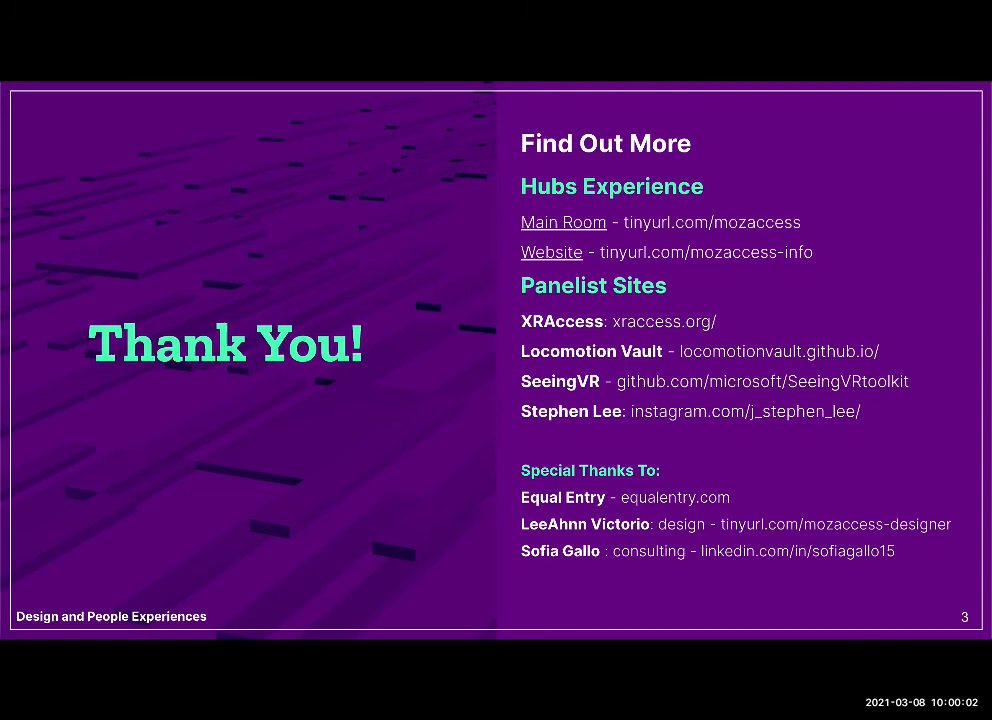 Thank You!
Design and People Experiences
Find Out More
Hubs Experience
Main Room - tinyurl.com/mozaccess
Website - tinyurl.com/mozaccess-info
Panelist Sites
XRAccess: xraccess.org/
Locomotion Vault - locomotionvault.github.io/
SeeingVR - github.com/microsoft/SeeingVRtoolkit
Stephen Lee: instagram.com/j_stephen_lee/
Special Thanks To:
Equal Entry - equalentry.com
LeeAhnn Victorio: design - tinyurl.com/mozaccess-designer
Sofia Gallo : consulting - linkedin.com/in/sofiagallo15
3
2021-03-08 10:00:02